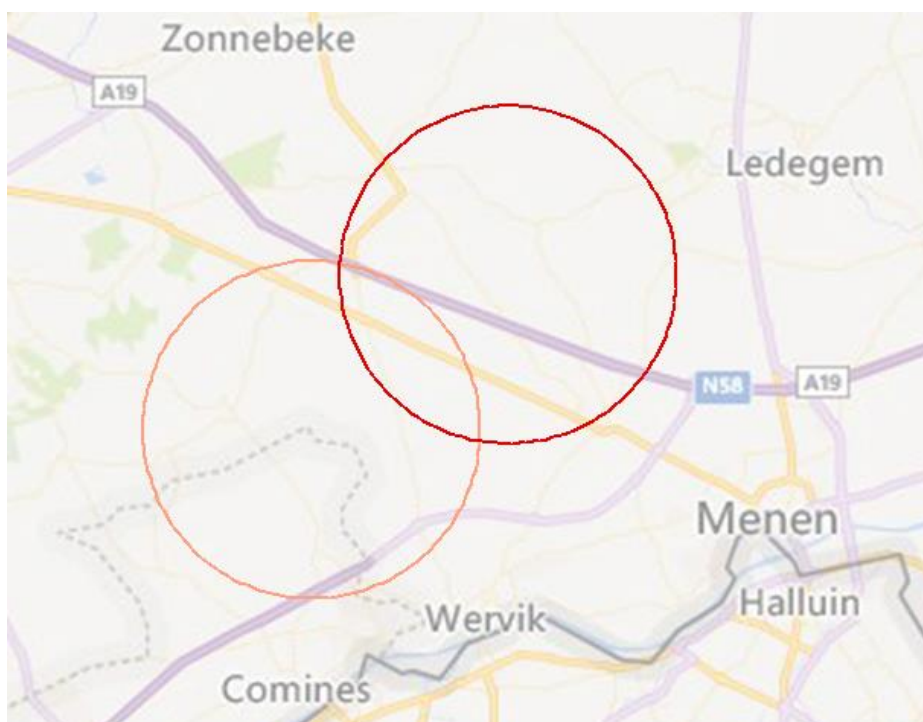 Zonnebeke
A19
Ledegem
N58
A19
Menen
Halluin
Wervik
Comines